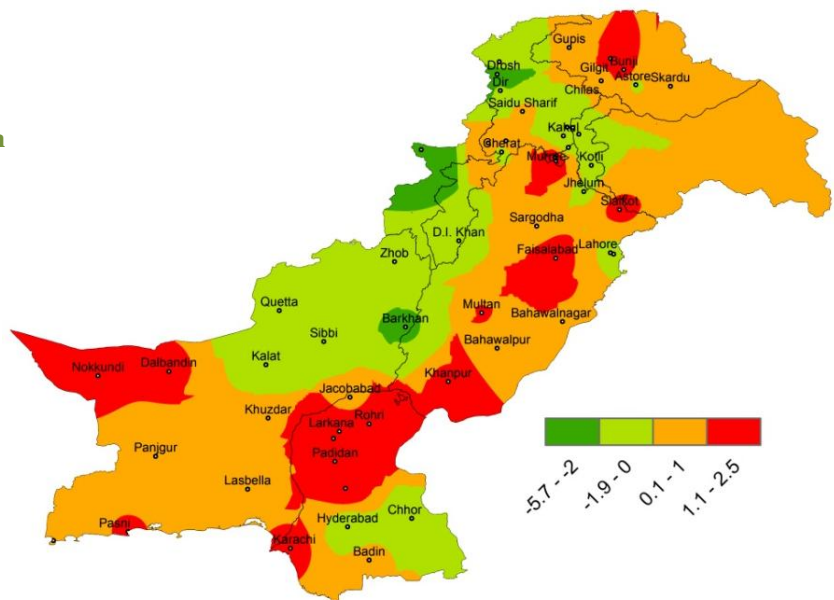 Gupis
Drosh
Bunji
Gilgit
Dir
Astore
Skardu
Chilas
Saidu Sharif
Cherat
Kotli
Jhelum
Sialkot
Sargodha
D.I. Khan
Lahore
Faisalabad
Zhob
Quetta
Multan
Barkhan
Bahawalnagar
Sibbi
Bahawalpur
Kalat
Nokkundi
Dalbandin
Khanpur
Jacobabad
Khuzdar
Rohri
Larkana
Panjgur
Padidan
Lasbella
Chhor
Pasni
Hyderabad
Karachi
Badin
-5.7 - -2
-1.9 - 0
0.1 - 1
1.1 - 2.5